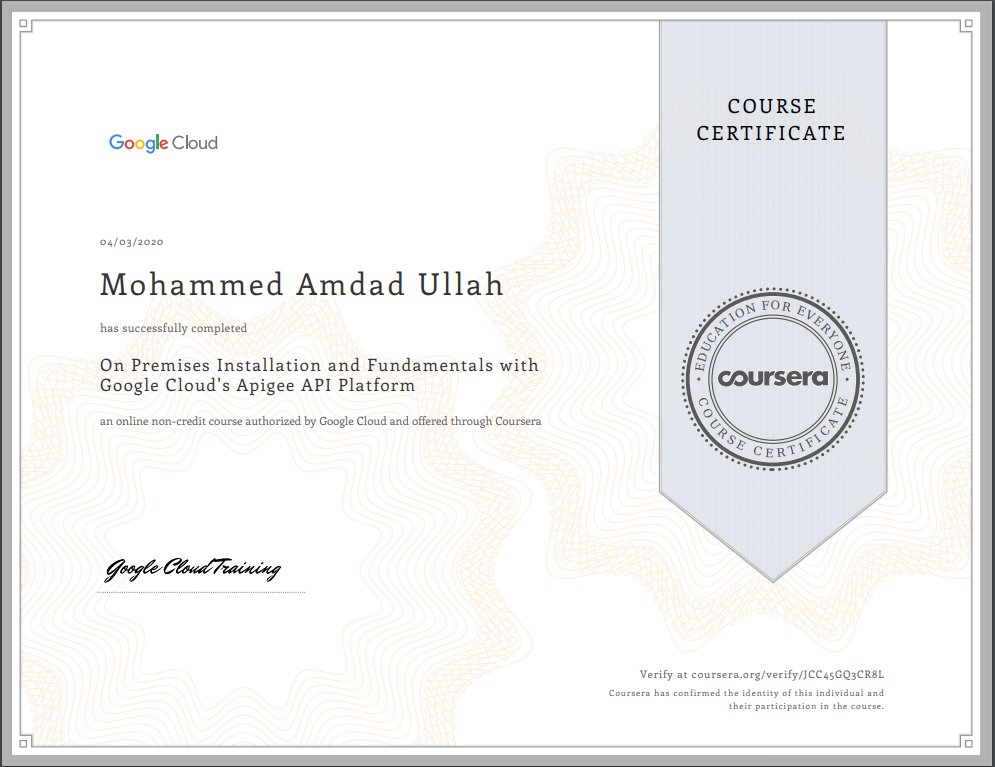 COURSE
CERTIFICATE
Google Cloud
04/03/2020
Mohammed Amdad Ullah
has successfully completed
On Premises Installation and Fundamentals with
Google Cloud's Apigee API Platform
an online non-credit course authorized by Google Cloud and offered through Coursera
EDUCATION FOR EVERYONE
coursera
COURSE CERTIFICATE
Google Cloud Training
Verify at coursera.org/verify/JCC45GQ3CR8L
Coursera has confirmed the identity of this individual and
their participation in the course.